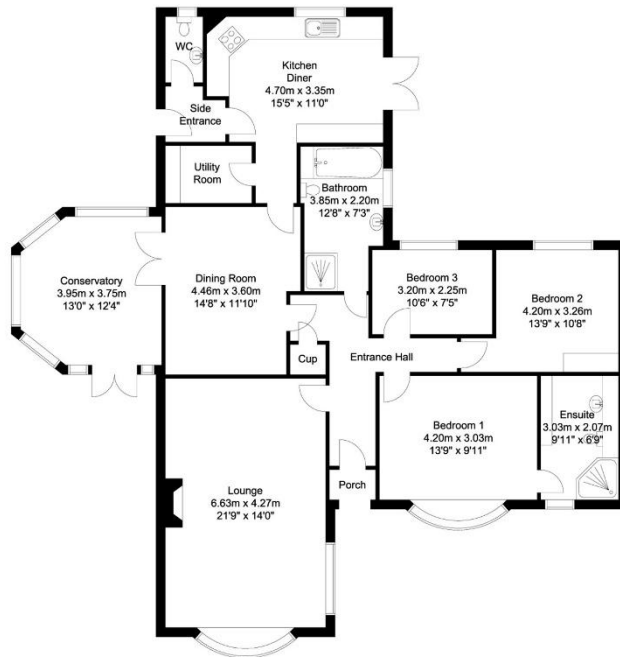 WC
Kitchen
Diner
4.70m x 3.35m
15'5" x 11'0"
Side
Entrance
Utility
Room
Bathroom
3.85m x 2.20m
12'8" x 7'3"
Conservatory
3.95m x 3.75m
13'0" x 12'4"
Dining Room
4.46m x 3.60m
14'8" x 11'10"
Bedroom 3
3.20m x 2.25m
10'6" x 7'5"
Bedroom 2
4.20m x 3.26m
13'9" x 10'8"
Cup
Entrance Hall
Bedroom 1
4.20m x 3.03m
13'9" x 9'11"
Ensuite
3.03m x 2.07m
9'11" x 6'9"
Porch
Lounge
6.63m x 4.27m
21'9" x 14'0"